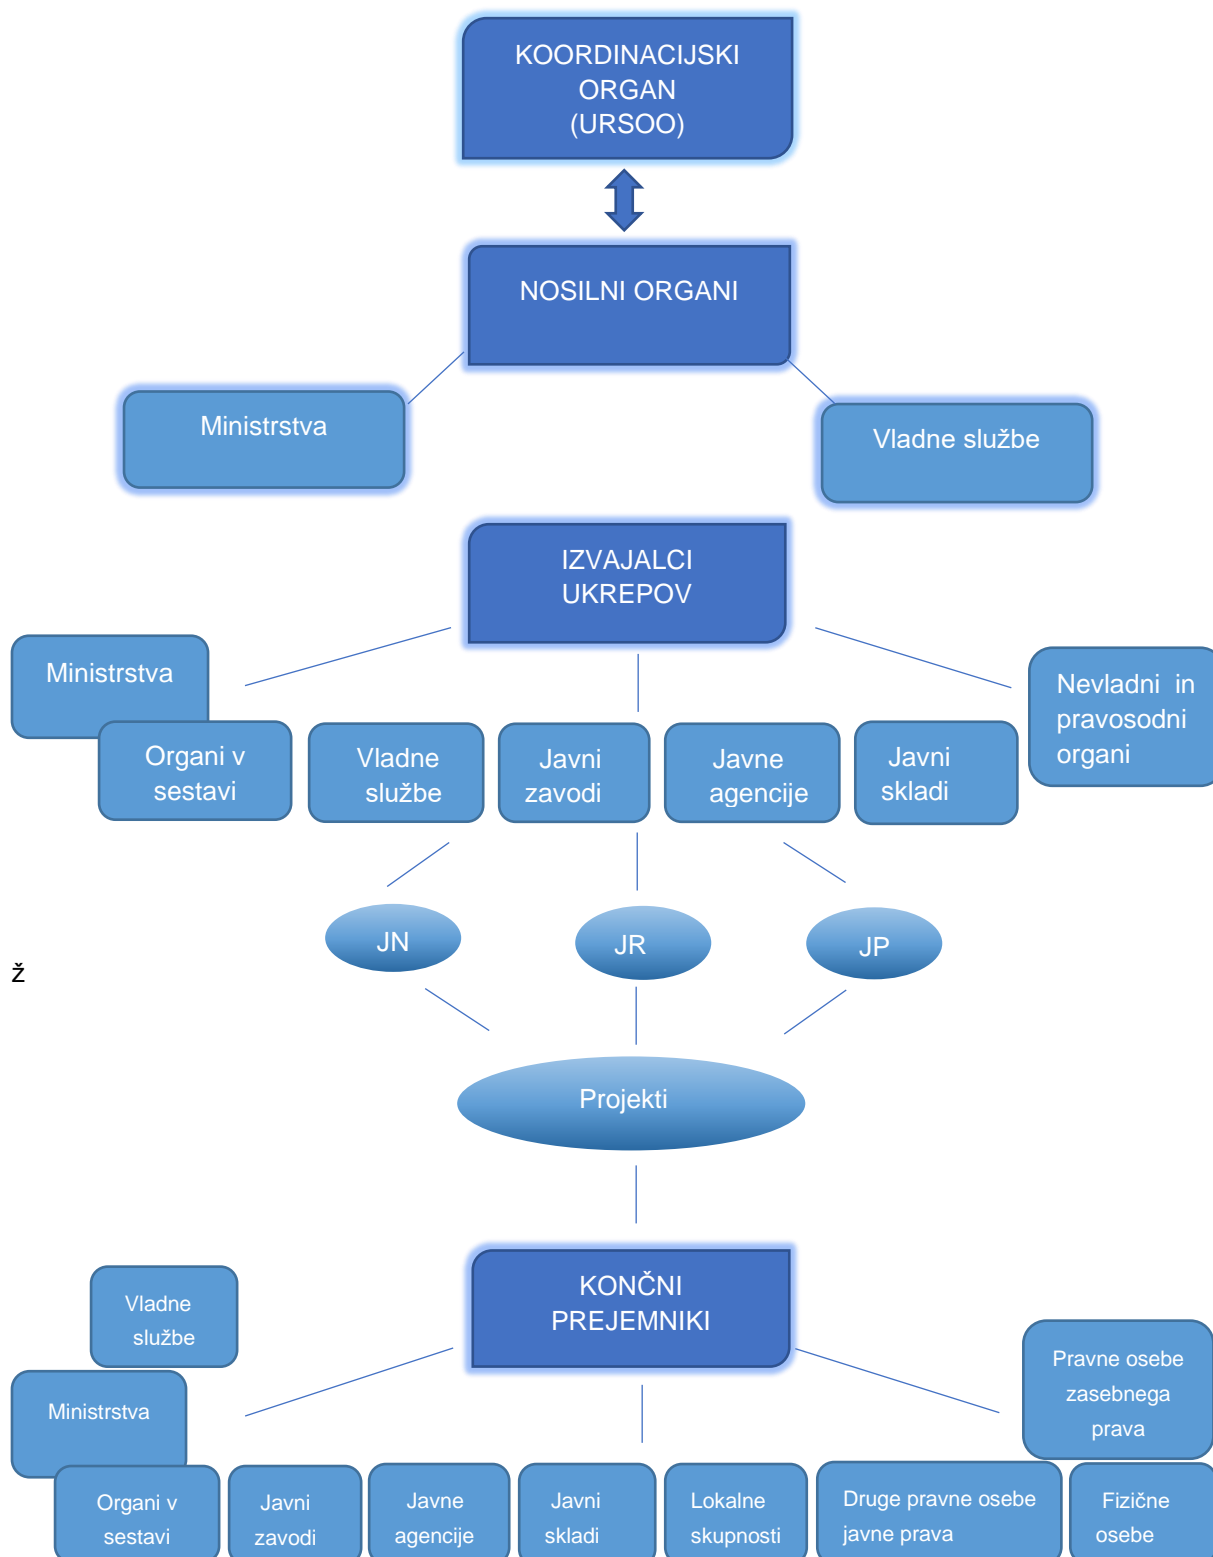 KOORDINACIJSKI
ORGAN
(URSOO)
NOSILNI ORGANI
Ministrstva
Vladne službe
IZVAJALCI
UKREPOV
Ministrstva
Organi v
sestavi
Vladne
službe
Javni
zavodi
Javne
agencije
Javni
skladi
Nevladni in
pravosodni
organi
JN
JR
JP
ž
Projekti
KONČNI
PREJEMNIKI
Vladne
službe
Ministrstva
Organi v
sestavi
Javni
zavodi
Javne
agencije
Javni
skladi
Lokalne
skupnosti
Druge pravne osebe
javne prava
Pravne osebe
zasebnega
prava
Fizične
osebe